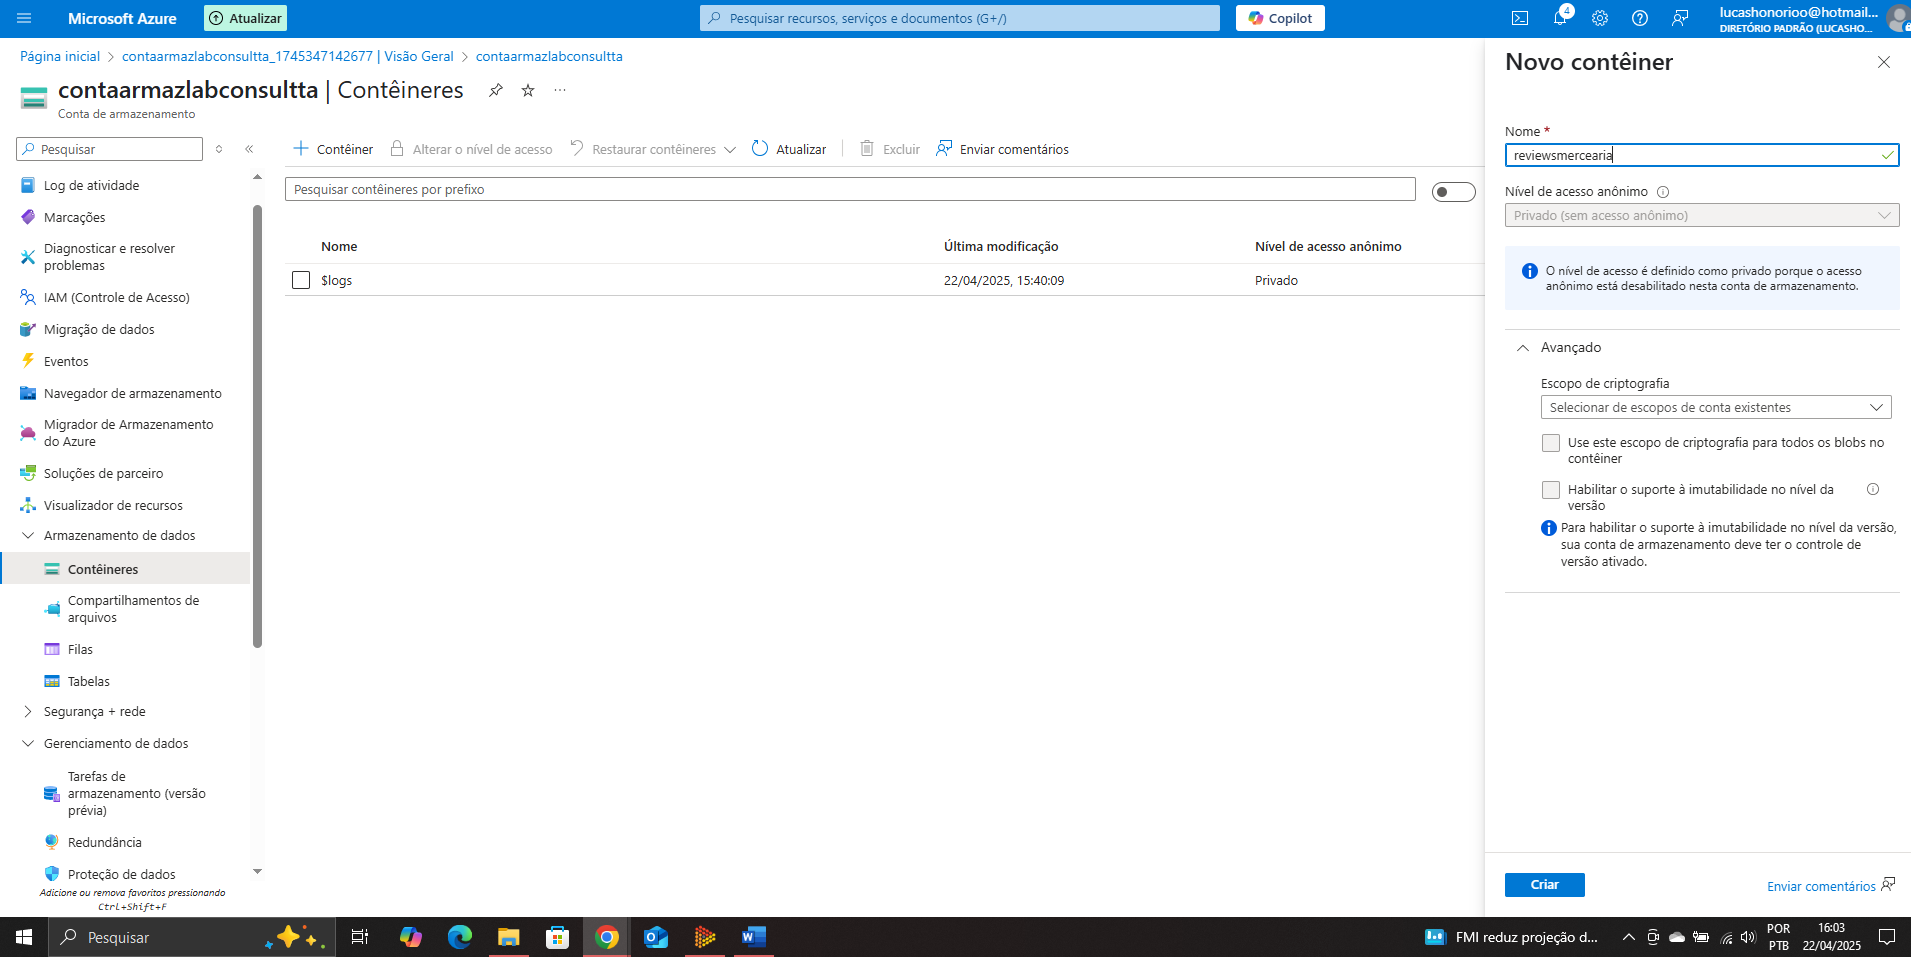 Microsoft Azure
Atualizar
Pesquisar recursos, serviços e documentos (G+/)
Copilot
4
lucashonorioo@hotmail...
DIRETÓRIO PADRÃO (LUCASHO...
Página inicial > contaarmazlabconsultta_1745347142677 | Visão Geral > contaarmazlabconsultta
contaarmazlabconsultta | Contêineres
Conta de armazenamento
Pesquisar
Log de atividade
Marcações
Diagnosticar e resolver
problemas
IAM (Controle de Acesso)
Migração de dados
Eventos
Navegador de armazenamento
Migrador de Armazenamento
do Azure
Soluções de parceiro
Visualizador de recursos
Armazenamento de dados
Contêineres
Compartilhamentos de
arquivos
Filas
Tabelas
Segurança + rede
Gerenciamento de dados
Tarefas de
armazenamento (versão
prévia)
Redundância
Proteção de dados
Adicione ou remova favoritos pressionando
Ctrl+Shift+F
Contêiner
Alterar o nível de acesso
Restaurar contêineres
Atualizar
Excluir
Enviar comentários
Pesquisar contêineres por prefixo
Nome Última modificação Nível de acesso anônimo
$logs 22/04/2025, 15:40:09 Privado
Novo contêiner
Nome *
reviewsmercearia
Nível de acesso anônimo
Privado (sem acesso anônimo)
O nível de acesso é definido como privado porque o acesso
anônimo está desabilitado nesta conta de armazenamento.
Avançado
Escopo de criptografia
Selecionar de escopos de conta existentes
Use este escopo de criptografia para todos os blobs no
contêiner
Habilitar o suporte à imutabilidade no nível da
versão
Para habilitar o suporte à imutabilidade no nível da versão,
sua conta de armazenamento deve ter o controle de
versão ativado.
Criar
Enviar comentários
Pesquisar
FMI reduz projeção d...
POR
PTB
16:03
22/04/2025